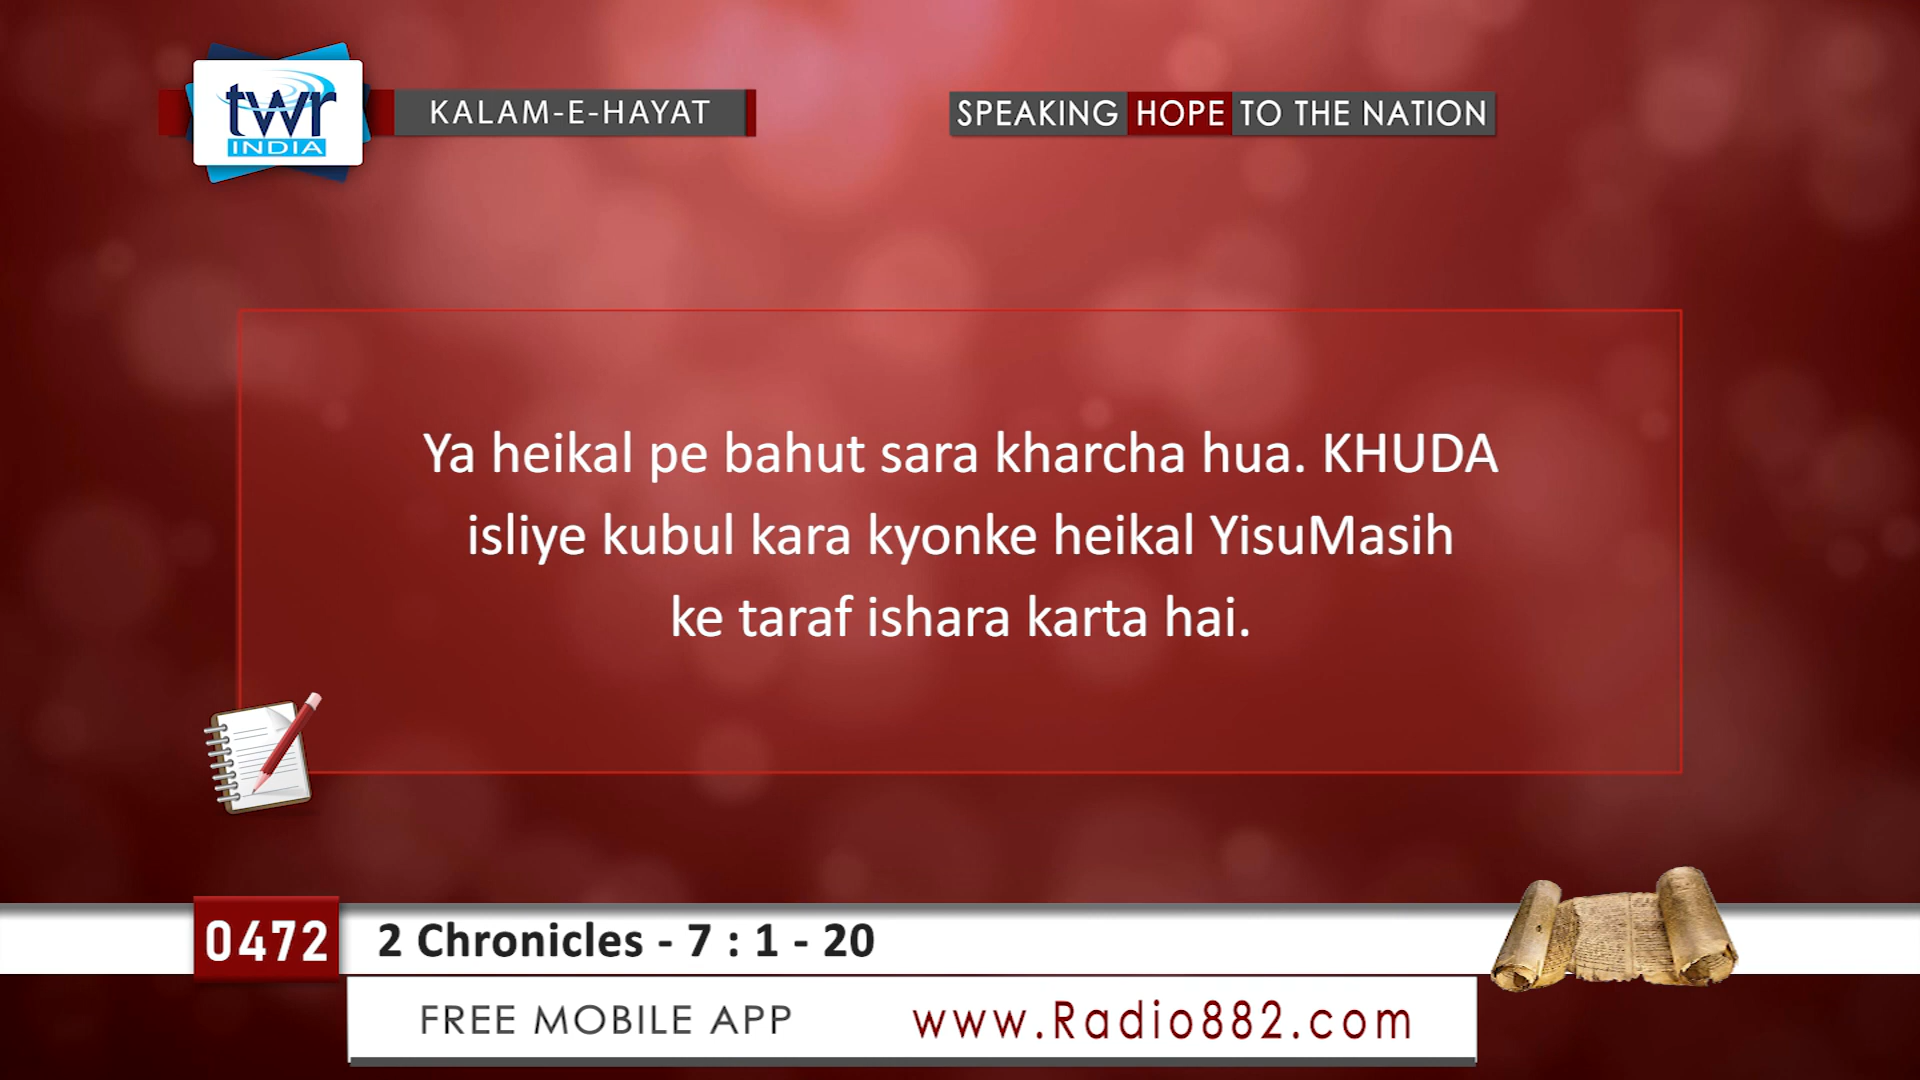 twr
INDIA
KALAM-E-HAYAT
SPEAKING HOPE TO THE NATION
Ya heikal pe bahut sara kharcha hua. KHUDA
isliye kubul kara kyonke heikal YisuMasih
ke taraf ishara karta hai.
0472
2 Chronicles - 7 : 1 - 20
FREE MOBILE APP
www.Radio882.com